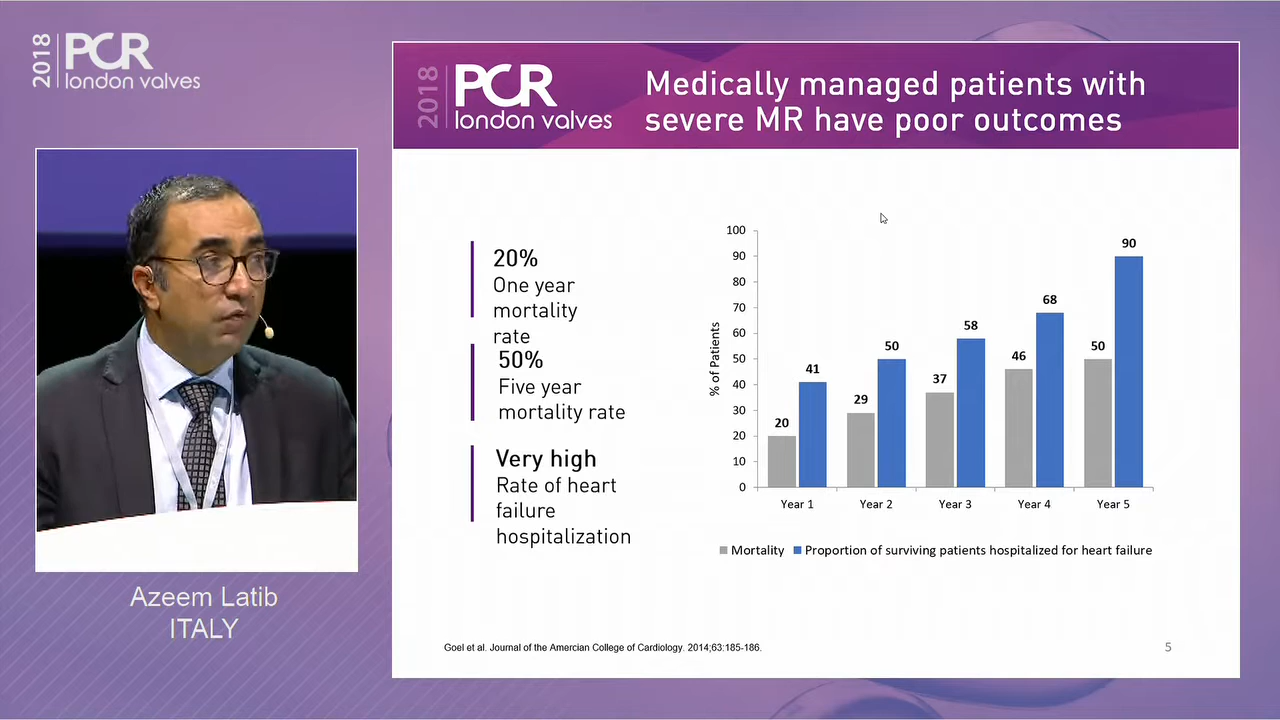 2018 PCR
london valves
Azeem Latib
ITALY
2018 PCR
london valves
Medically managed patients with
severe MR have poor outcomes
20%
One year
mortality
rate
50%
Five year
mortality rate
Very high
Rate of heart
failure
hospitalization
% of Patients
100
90
80
70
60
50
40
30
20
10
0
20
41
29
50
37
58
46
68
50
90
Year 1
Year 2
Year 3
Year 4
Year 5
Mortality
Proportion of surviving patients hospitalized for heart failure
Goel et al. Journal of the Amercian College of Cardiology. 2014;63:185-186.
5